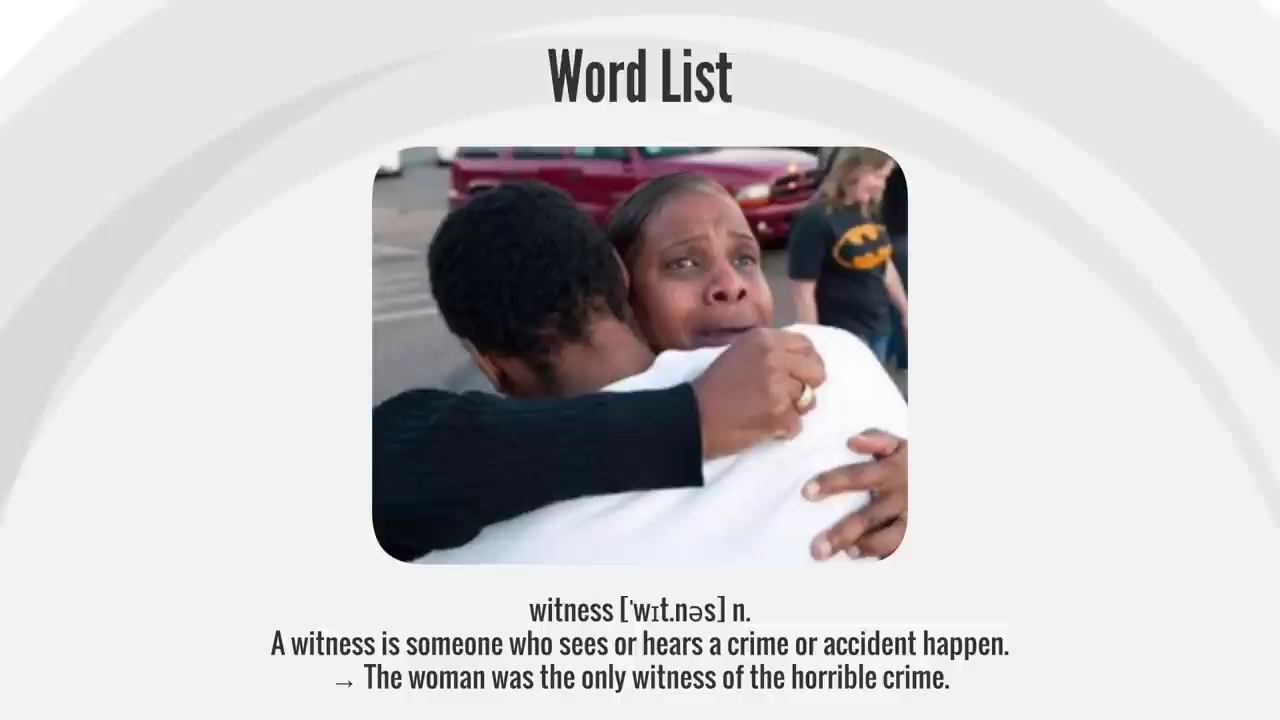 Word List
witness [ˈwɪt.nəs] n.
A witness is someone who sees or hears a crime or accident happen.
→ The woman was the only witness of the horrible crime.